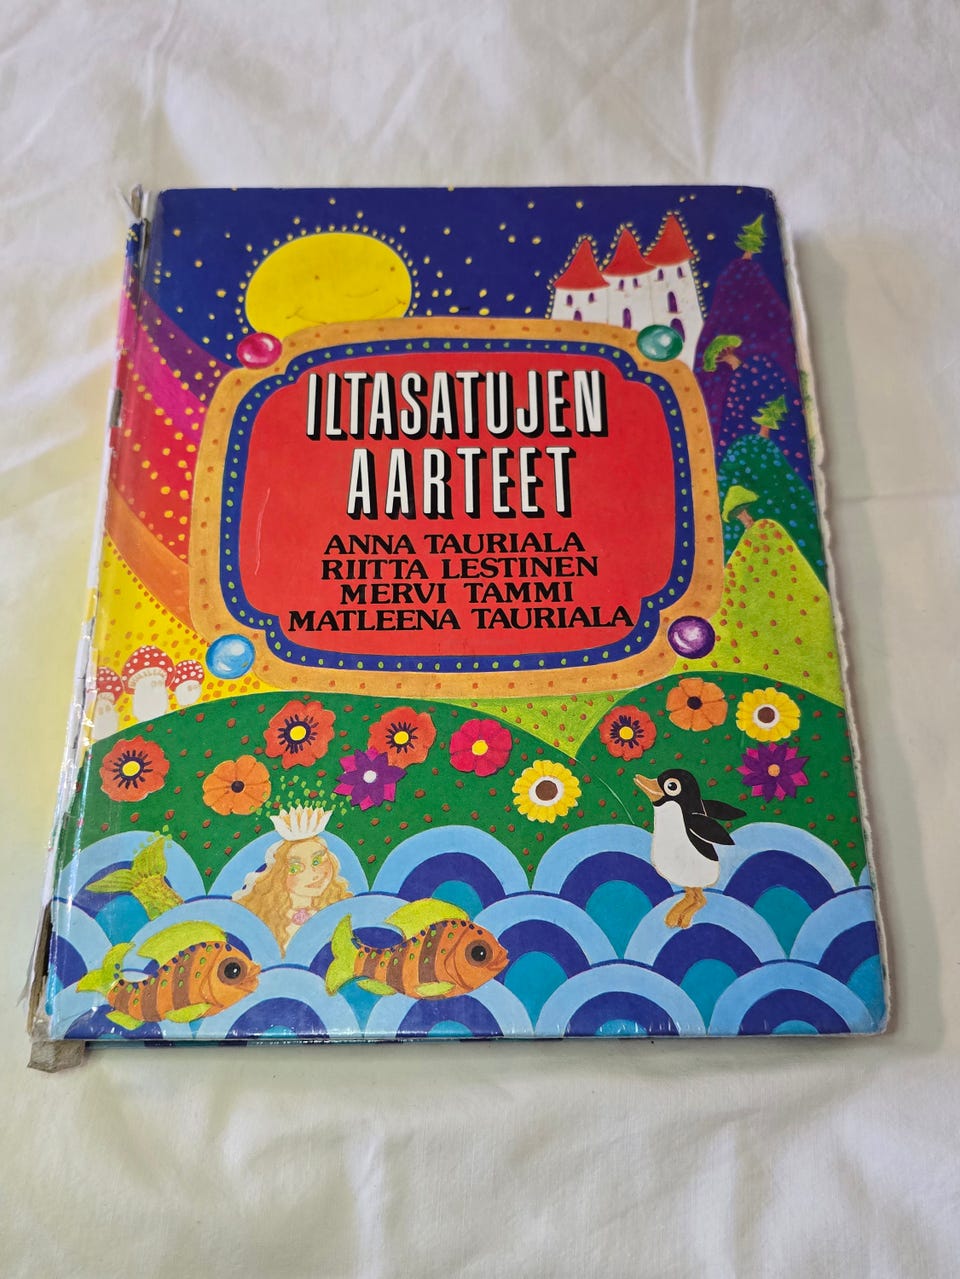 ILTASATUJEN
AARTEET
ANNA TAURIALA
RIITTA LESTINEN
MERVI TAMMI
MATLEENA TAURIALA